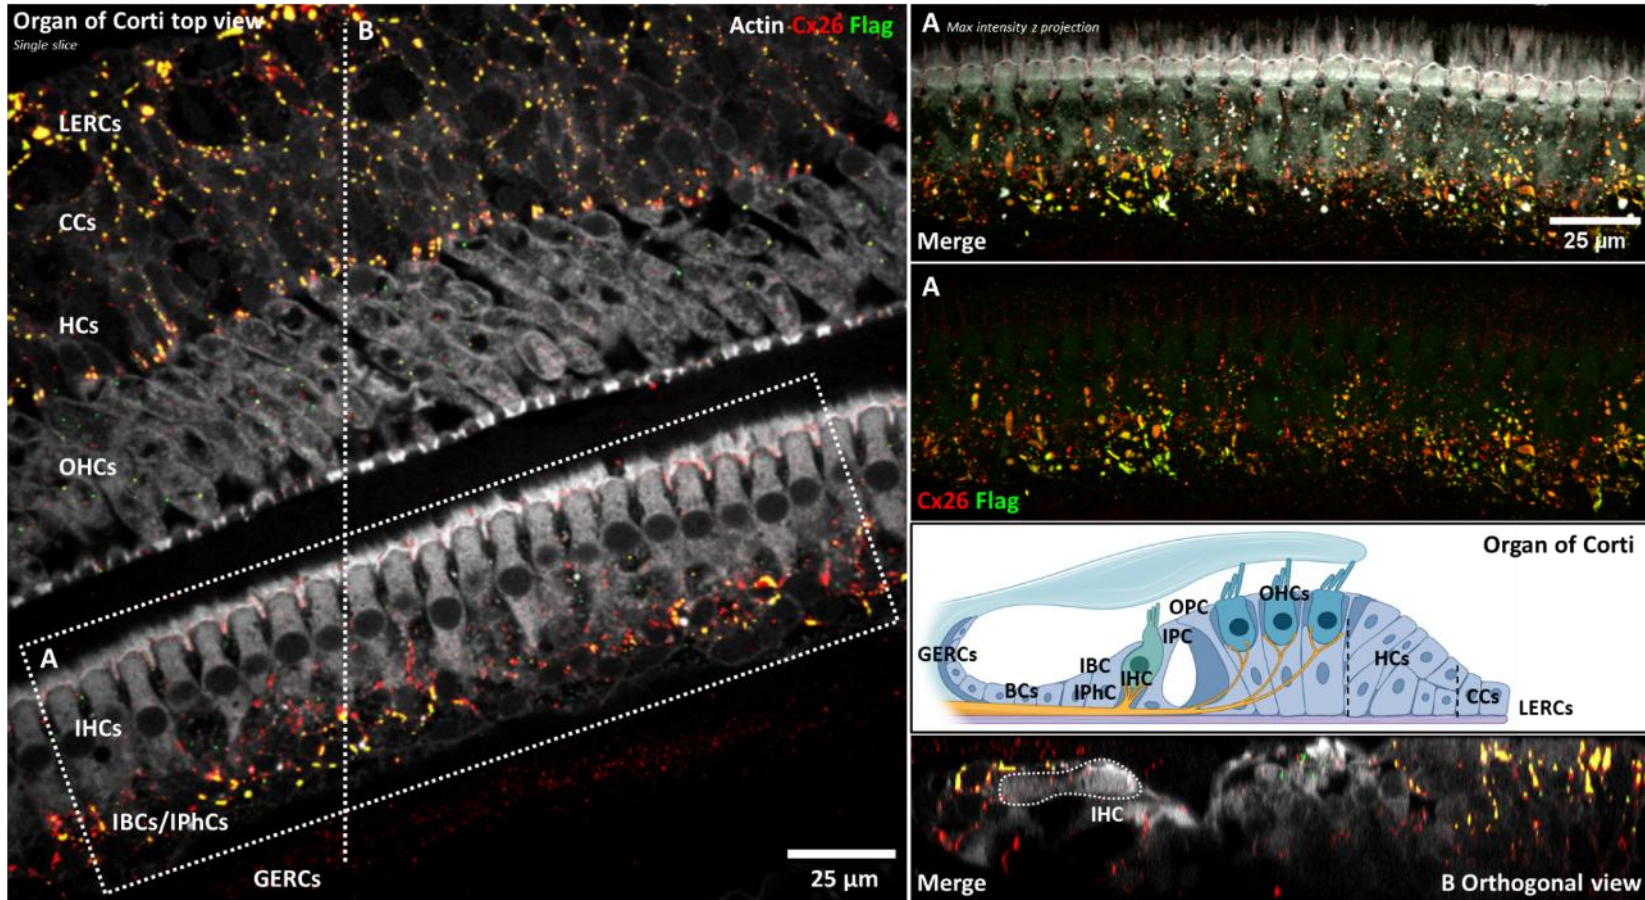 Organ of Corti top view
Single slice
B
Actin Cx26 Flag
LERCs
CCs
HCs
OHCs
A
IHCs
IBCs/IPhCs
GERCs
25 µm
A Max intensity z projection
Merge
25 µm
A
Cx26 Flag
Organ of Corti
OPC
OHCs
IPC
GERCs
IBC
HCs
IHC
BCs
IPhC
CCs
LERCs
IHC
Merge
B Orthogonal view